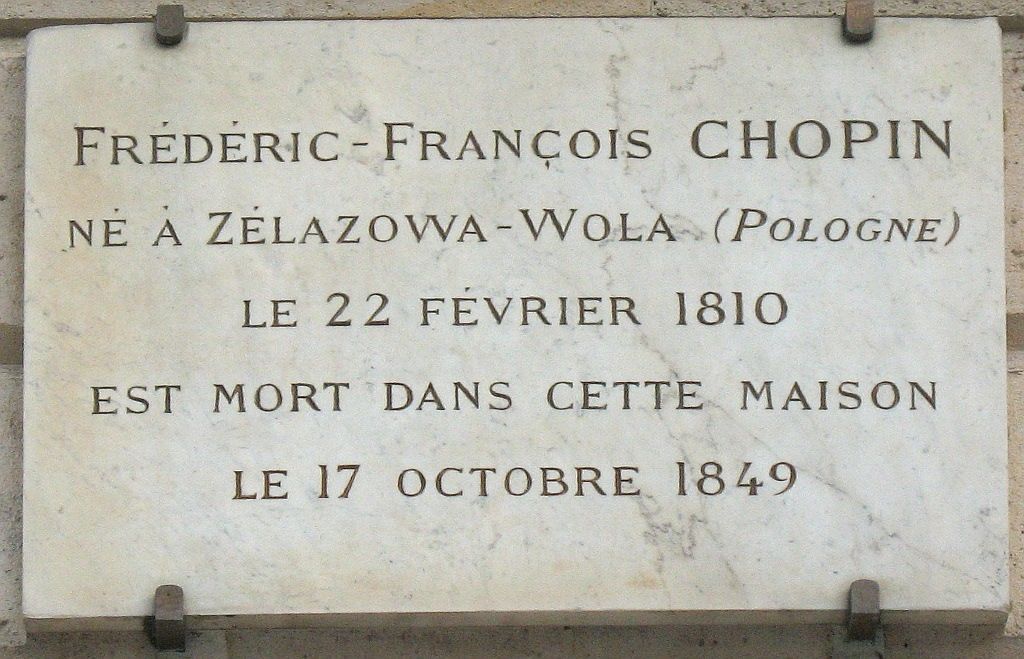 FRÉDÉRIC-FRANÇOIS CHOPIN
NÉ À ZÉLAZOWA-WOLA (POLOGNE)
LE 22 FÉVRIER 1810
EST MORT DANS CETTE MAISON
LE 17 OCTOBRE 1849